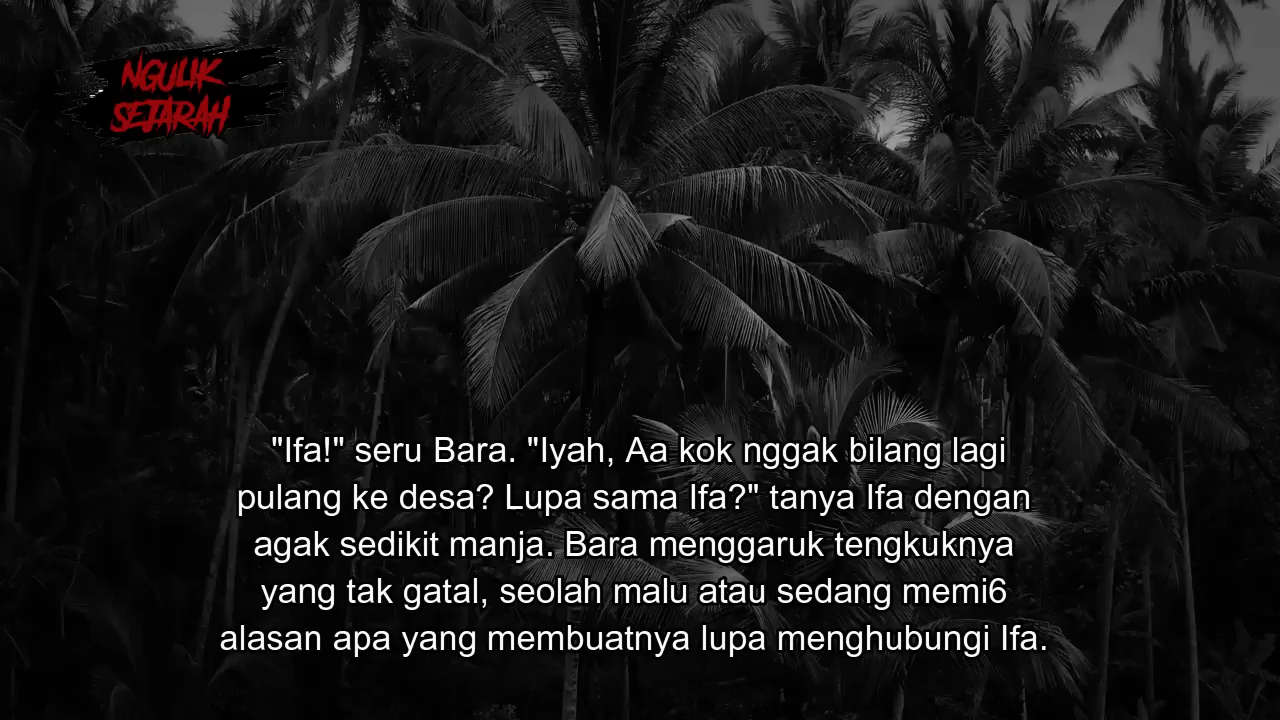 NGULIK
SEJARAH
"Ifa!" seru Bara. "Iyah, Aa kok nggak bilang lagi
pulang ke desa? Lupa sama Ifa?" tanya Ifa dengan
agak sedikit manja. Bara menggaruk tengkuknya
yang tak gatal, seolah malu atau sedang memi6
alasan apa yang membuatnya lupa menghubungi Ifa.